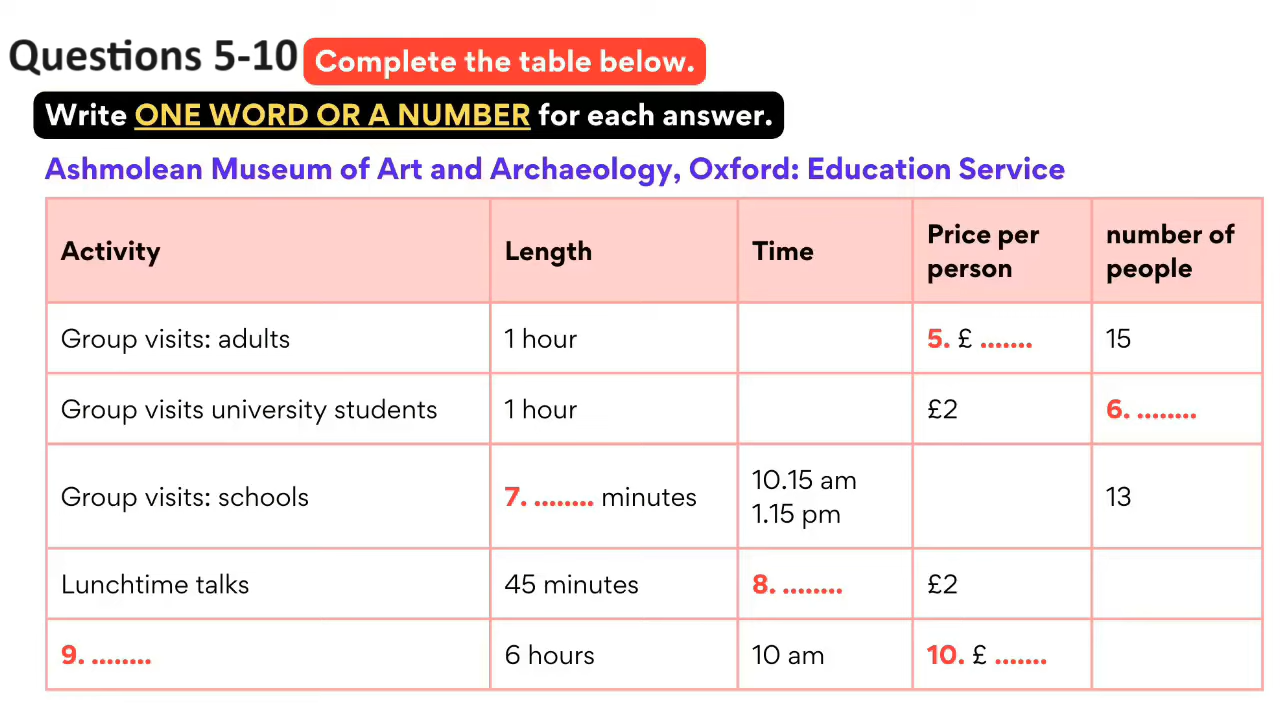 Questions 5-10 Complete the table below.
Write ONE WORD OR A NUMBER for each answer.
Ashmolean Museum of Art and Archaeology, Oxford: Education Service
Activity Length Time Price per person number of people
Group visits: adults 1 hour 5. £ ....... 15
Group visits university students 1 hour £2 6. ........
Group visits: schools 7. ........ minutes 10.15 am 1.15 pm 13
Lunchtime talks 45 minutes 8. ........ £2
9. ........ 6 hours 10 am 10. £ .......